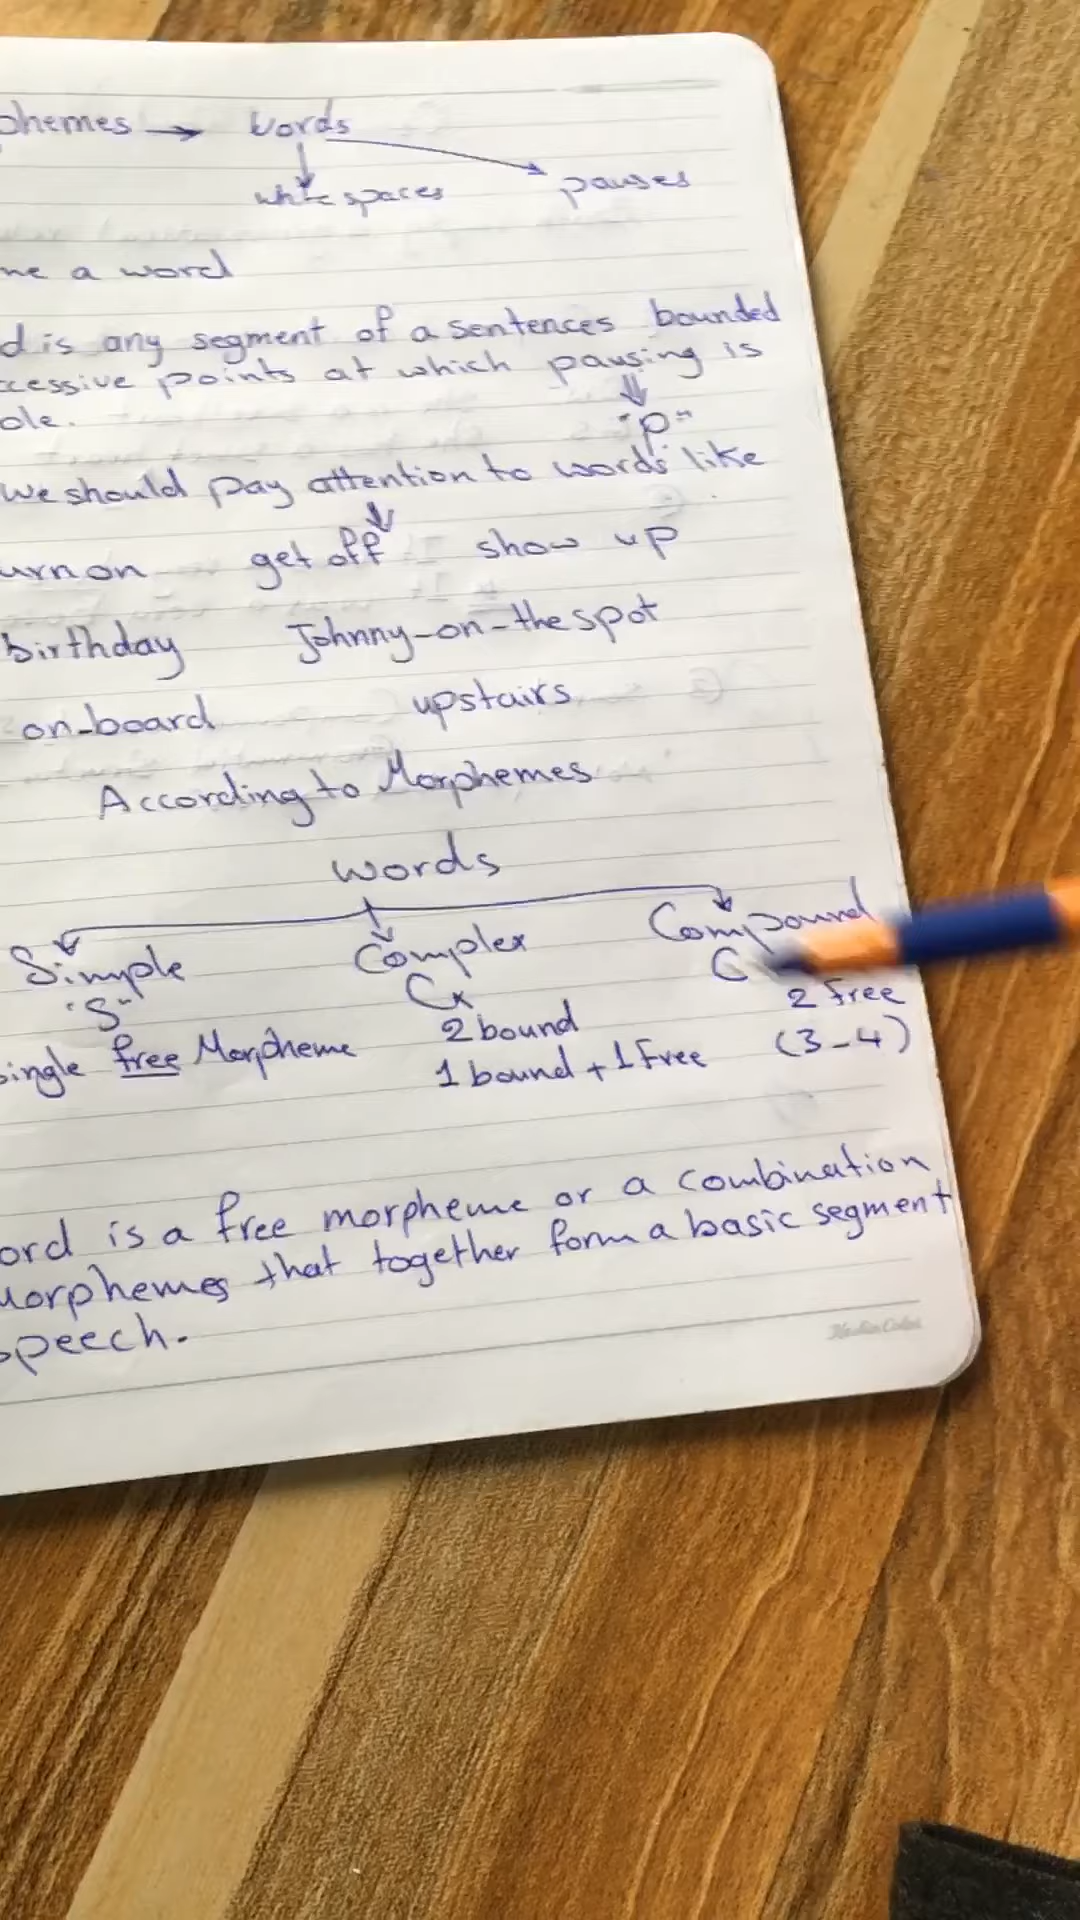 phemes → words
white spaces pauses
ne a word
d is any segment of a sentences bounded
cessive points at which pausing is
ole.
"p"
we should pay attention to words like
urn on get off show up
birthday Johnny-on-the spot
on-board upstairs
According to Morphemes
words
Simple Complex Compound
"S" Cx C
single free Morpheme 2 bound 2 free
1 bound + 1 Free (3-4)
ord is a free morpheme or a combination
Morphemes that together form a basic segment
speech.